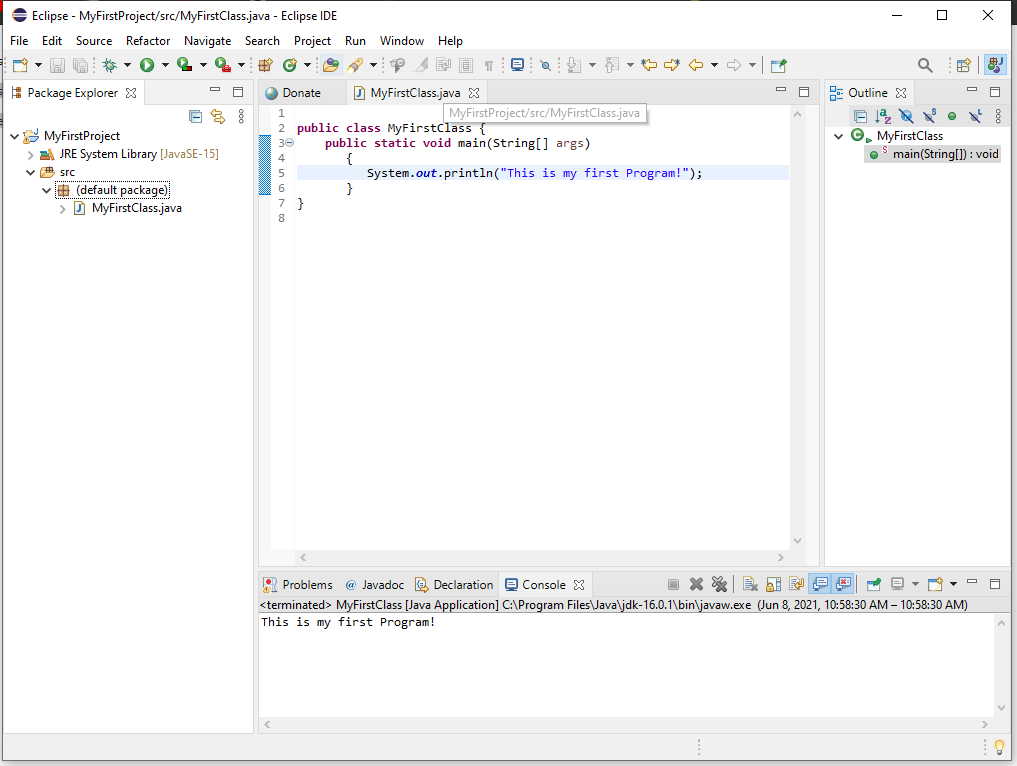 Eclipse - MyFirstProject/src/MyFirstClass.java - Eclipse IDE
File Edit Source Refactor Navigate Search Project Run Window Help
Package Explorer
MyFirstProject
JRE System Library [JavaSE-15]
src
(default package)
MyFirstClass.java
Donate MyFirstClass.java
MyFirstProject/src/MyFirstClass.java
1
2 public class MyFirstClass {
3 public static void main(String[] args)
4 {
5 System.out.println("This is my first Program!");
6 }
7 }
8
Outline
MyFirstClass
main(String[]) : void
Problems @ Javadoc Declaration Console
<terminated> MyFirstClass [Java Application] C:\Program Files\Java\jdk-16.0.1\bin\javaw.exe (Jun 8, 2021, 10:58:30 AM – 10:58:30 AM)
This is my first Program!